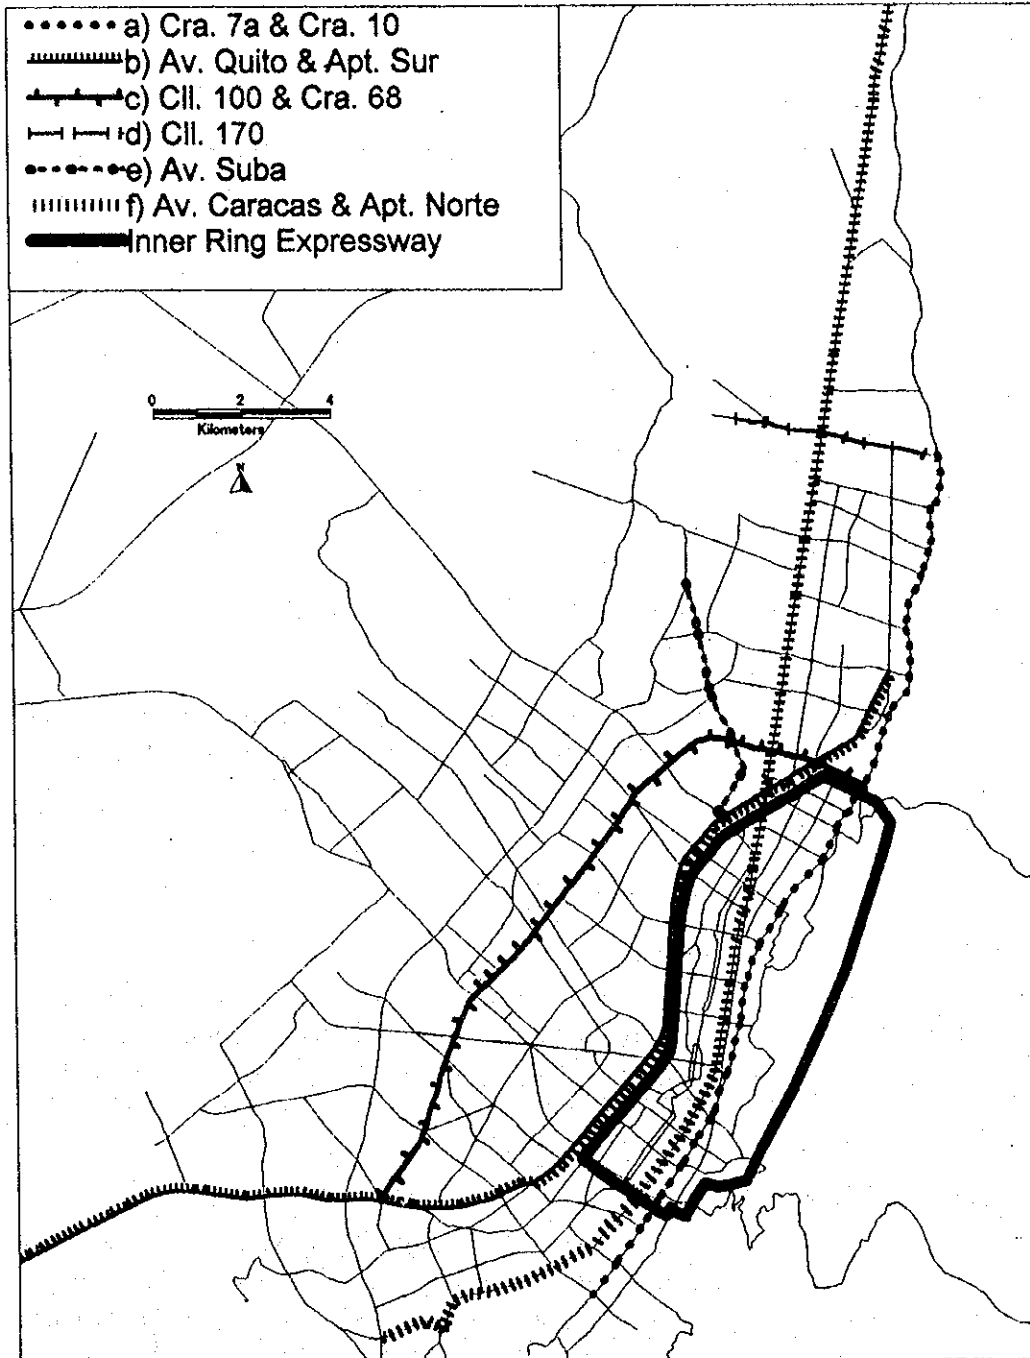 a) Cra. 7a & Cra. 10
b) Av. Quito & Apt. Sur
c) Cll. 100 & Cra. 68
d) Cll. 170
e) Av. Suba
f) Av. Caracas & Apt. Norte
Inner Ring Expressway
0 2 4
Kilometers
N